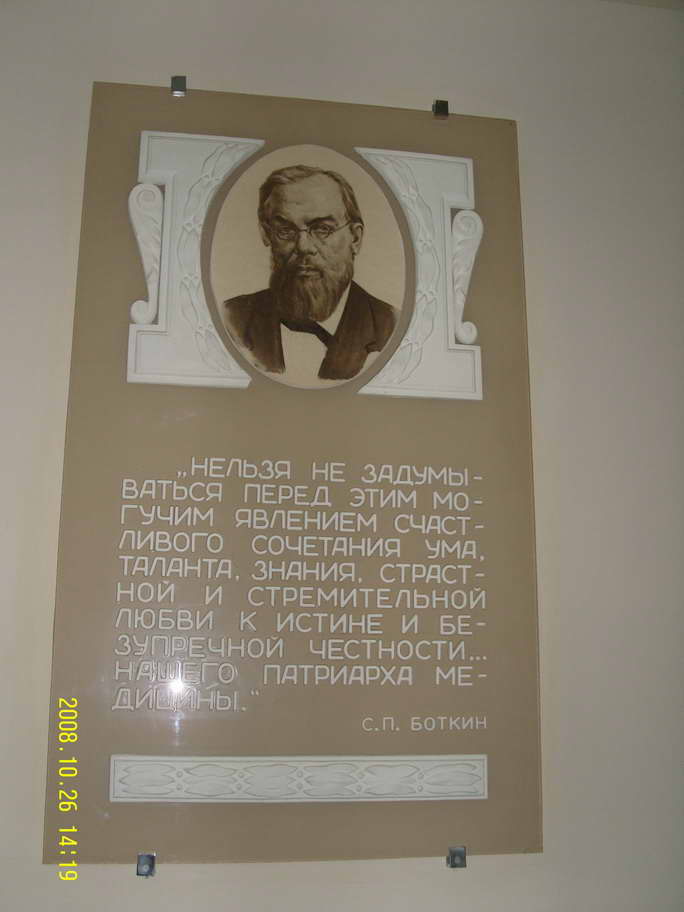 „НЕЛЬЗЯ НЕ ЗАДУМЫ-
ВАТЬСЯ ПЕРЕД ЭТИМ МО-
ГУЧИМ ЯВЛЕНИЕМ СЧАСТ-
ЛИВОГО СОЧЕТАНИЯ УМА,
ТАЛАНТА, ЗНАНИЯ, СТРАСТ-
НОЙ И СТРЕМИТЕЛЬНОЙ
ЛЮБВИ К ИСТИНЕ И БЕ-
ЗУПРЕЧНОЙ ЧЕСТНОСТИ...
НАШЕГО ПАТРИАРХА МЕ-
ДИЦИНЫ."
С.П. БОТКИН
2008.10.26 14:19